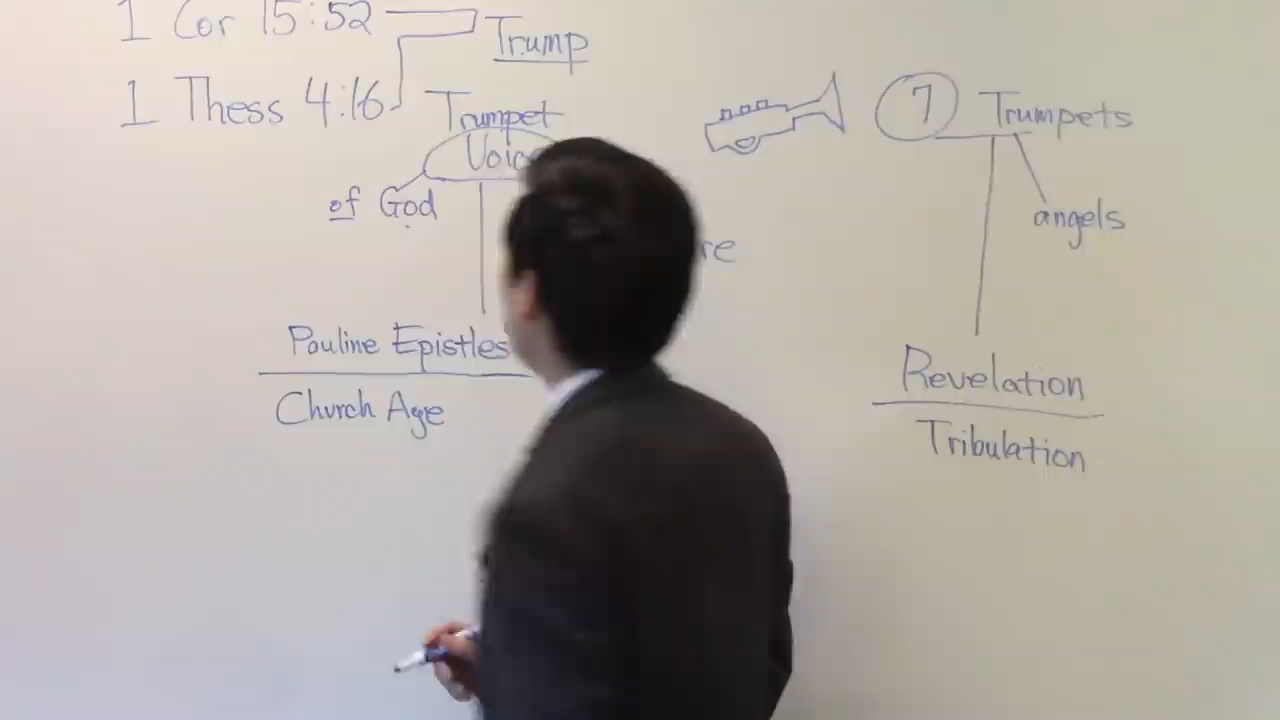 1 Cor 15:52
Trump
1 Thess 4:16
Trumpet
of God
7 Trumpets
angels
Pauline Epistles
Church Age
Revelation
Tribulation